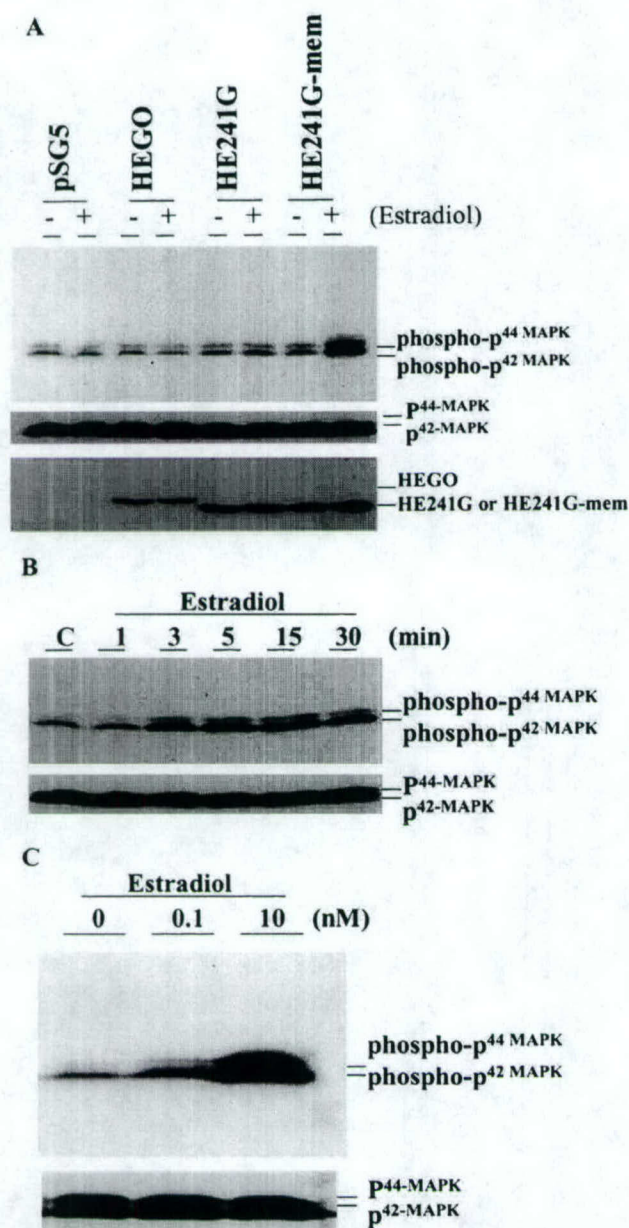 A
pSG5 HEGO HE241G HE241G-mem
- + - + - + - + (Estradiol)
phospho-p44 MAPK
phospho-p42 MAPK
P44-MAPK
p42-MAPK
HEGO
HE241G or HE241G-mem
B
Estradiol
C 1 3 5 15 30 (min)
phospho-p44 MAPK
phospho-p42 MAPK
P44-MAPK
p42-MAPK
C
Estradiol
0 0.1 10 (nM)
phospho-p44 MAPK
phospho-p42 MAPK
P44-MAPK
p42-MAPK